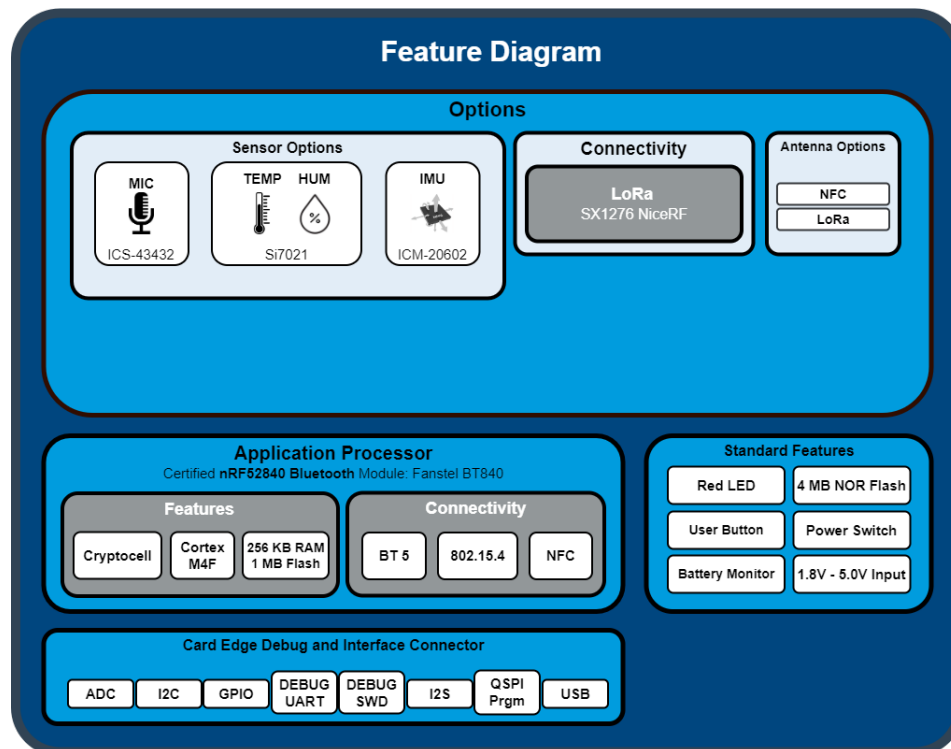 Feature Diagram
Options
Sensor Options
MIC
ICS-43432
TEMP HUM
%
Si7021
IMU
ICM-20602
Connectivity
LoRa
SX1276 NiceRF
Antenna Options
NFC
LoRa
Application Processor
Certified nRF52840 Bluetooth Module: Fanstel BT840
Features
Cryptocell
Cortex
M4F
256 KB RAM
1 MB Flash
Connectivity
BT 5
802.15.4
NFC
Standard Features
Red LED
4 MB NOR Flash
User Button
Power Switch
Battery Monitor
1.8V - 5.0V Input
Card Edge Debug and Interface Connector
ADC
I2C
GPIO
DEBUG
UART
DEBUG
SWD
I2S
QSPI
Prgm
USB